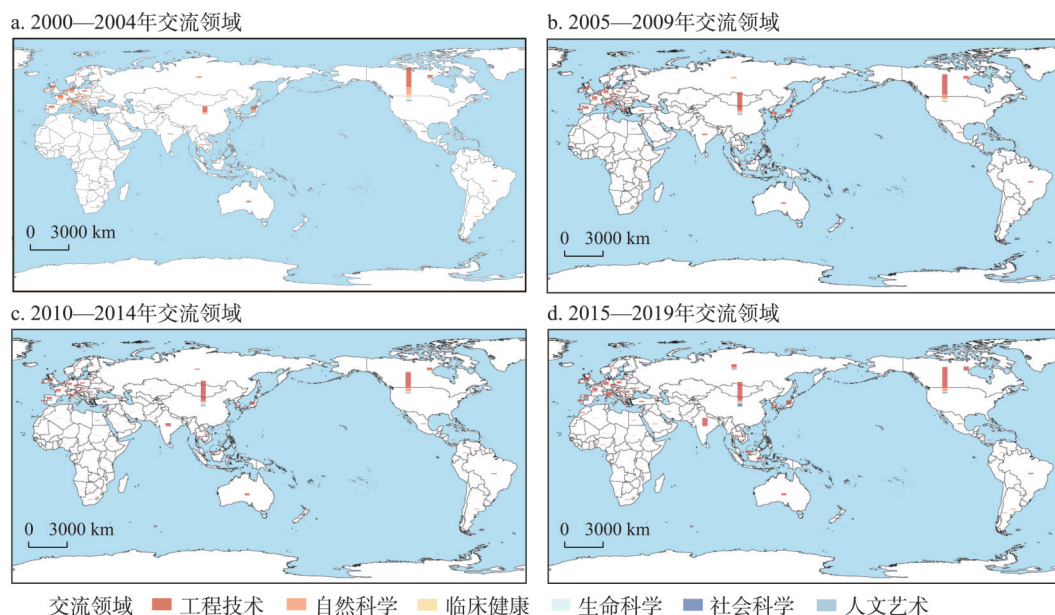 a. 2000—2004年交流领域
b. 2005—2009年交流领域
0 3000 km
0 3000 km
c. 2010—2014年交流领域
d. 2015—2019年交流领域
0 3000 km
0 3000 km
交流领域 工程技术 自然科学 临床健康 生命科学 社会科学 人文艺术